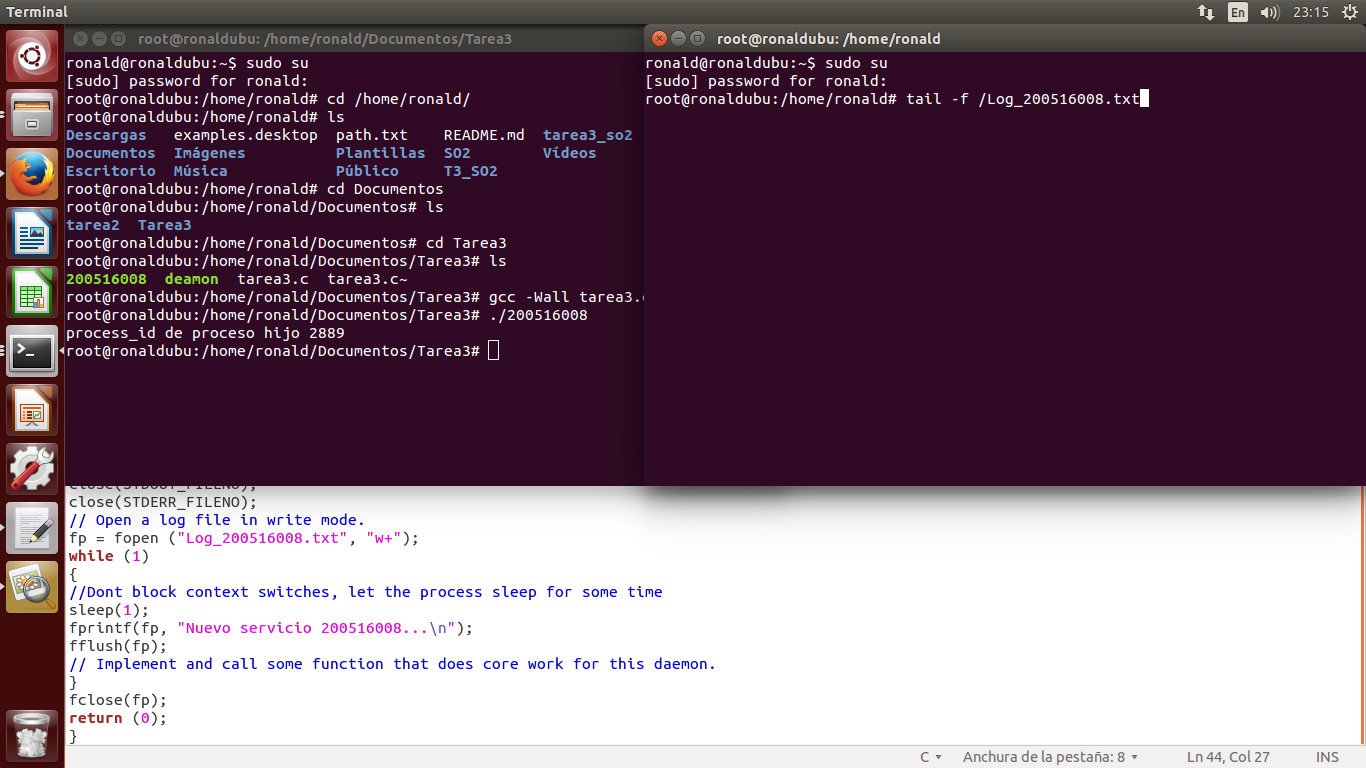 Terminal
En
23:15
root@ronaldubu: /home/ronald/Documentos/Tarea3
ronald@ronaldubu:~$ sudo su
[sudo] password for ronald:
root@ronaldubu:/home/ronald# cd /home/ronald/
root@ronaldubu:/home/ronald# ls
Descargas examples.desktop path.txt README.md tarea3_so2
Documentos Imágenes Plantillas SO2 Vídeos
Escritorio Música Público T3_SO2
root@ronaldubu:/home/ronald# cd Documentos
root@ronaldubu:/home/ronald/Documentos# ls
tarea2 Tarea3
root@ronaldubu:/home/ronald/Documentos# cd Tarea3
root@ronaldubu:/home/ronald/Documentos/Tarea3# ls
200516008 deamon tarea3.c tarea3.c~
root@ronaldubu:/home/ronald/Documentos/Tarea3# gcc -Wall tarea3.
root@ronaldubu:/home/ronald/Documentos/Tarea3# ./200516008
process_id de proceso hijo 2889
root@ronaldubu:/home/ronald/Documentos/Tarea3#
root@ronaldubu: /home/ronald
ronald@ronaldubu:~$ sudo su
[sudo] password for ronald:
root@ronaldubu:/home/ronald# tail -f /Log_200516008.txt
close(STDOUT_FILENO);
close(STDERR_FILENO);
// Open a log file in write mode.
fp = fopen ("Log_200516008.txt", "w+");
while (1)
{
//Dont block context switches, let the process sleep for some time
sleep(1);
fprintf(fp, "Nuevo servicio 200516008...\n");
fflush(fp);
// Implement and call some function that does core work for this daemon.
}
fclose(fp);
return (0);
}
C
Anchura de la pestaña: 8
Ln 44, Col 27
INS